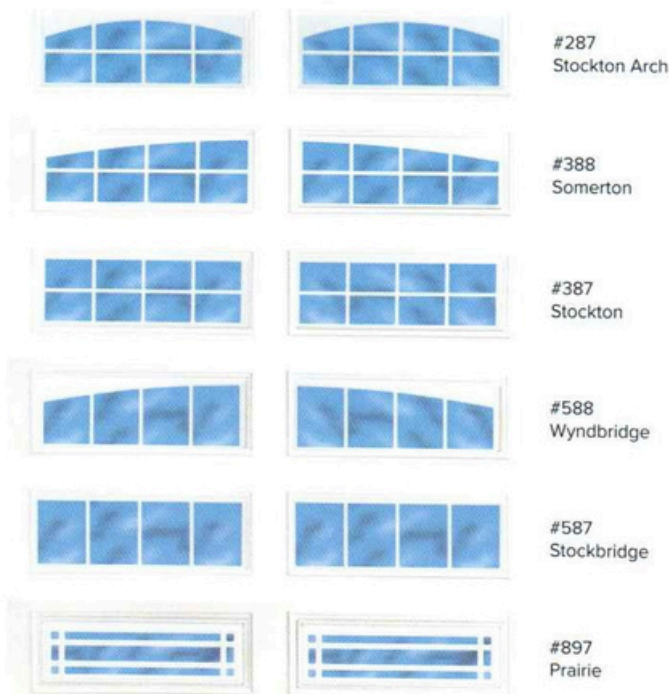 #287
Stockton Arch
#388
Somerton
#387
Stockton
#588
Wyndbridge
#587
Stockbridge
#897
Prairie